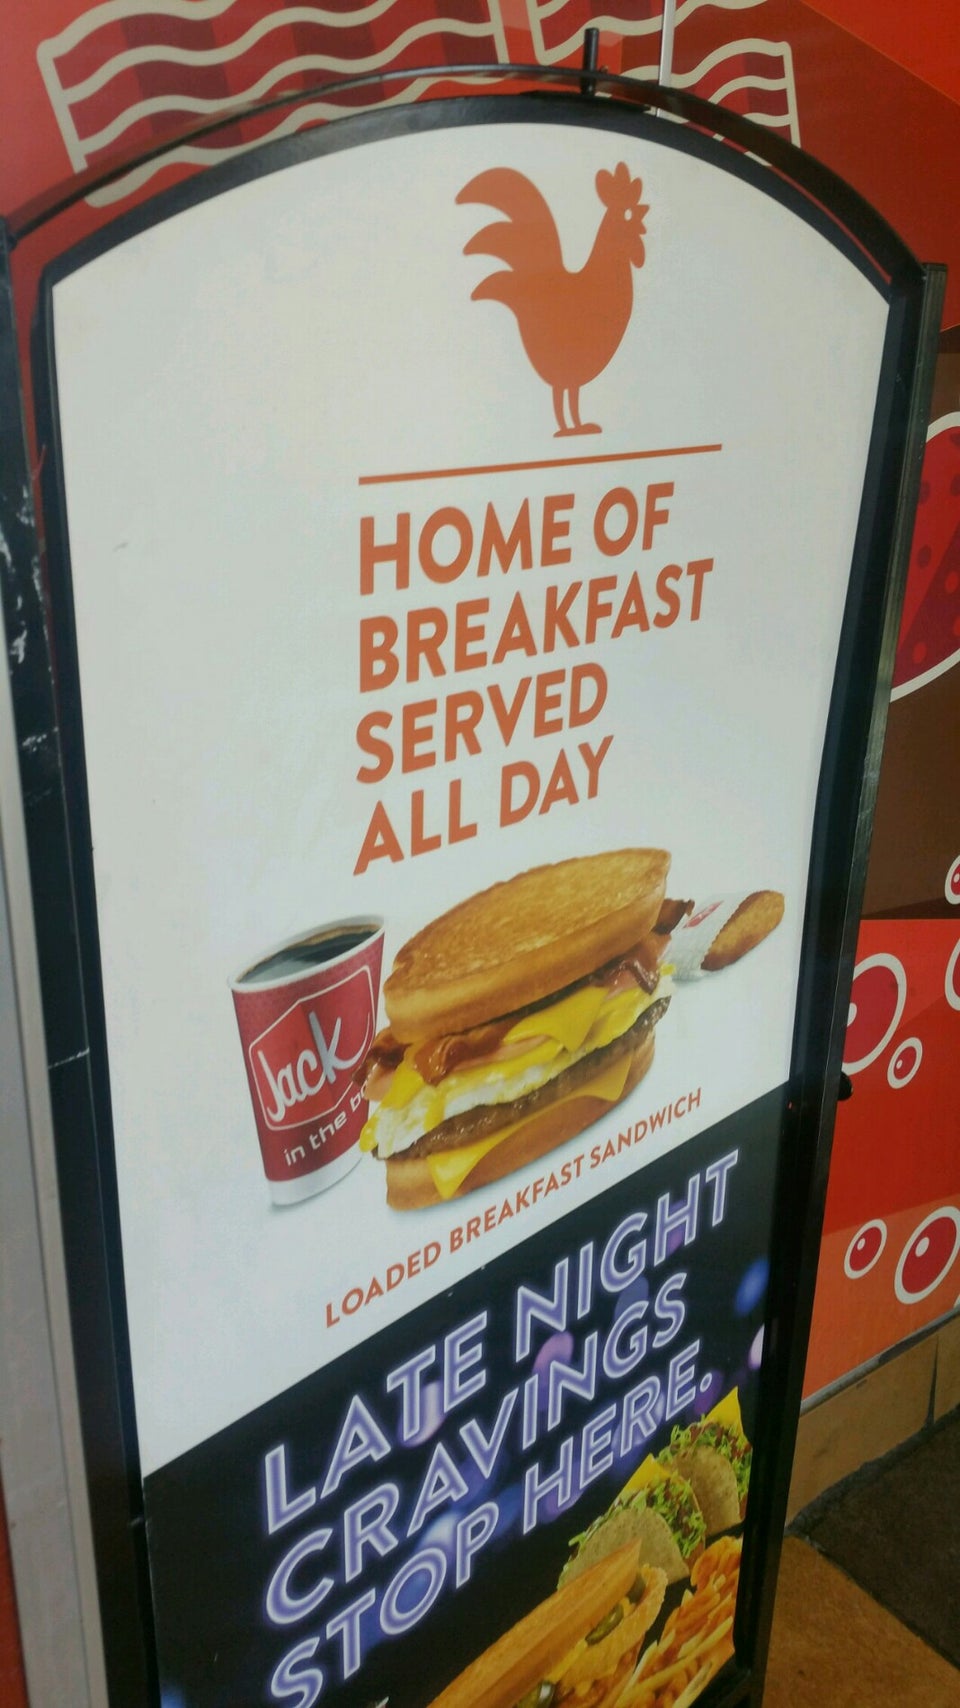 HOME OF
BREAKFAST
SERVED
ALL DAY
Jack
in the
LOADED BREAKFAST SANDWICH
LATE NIGHT
CRAVINGS
STOP HERE.